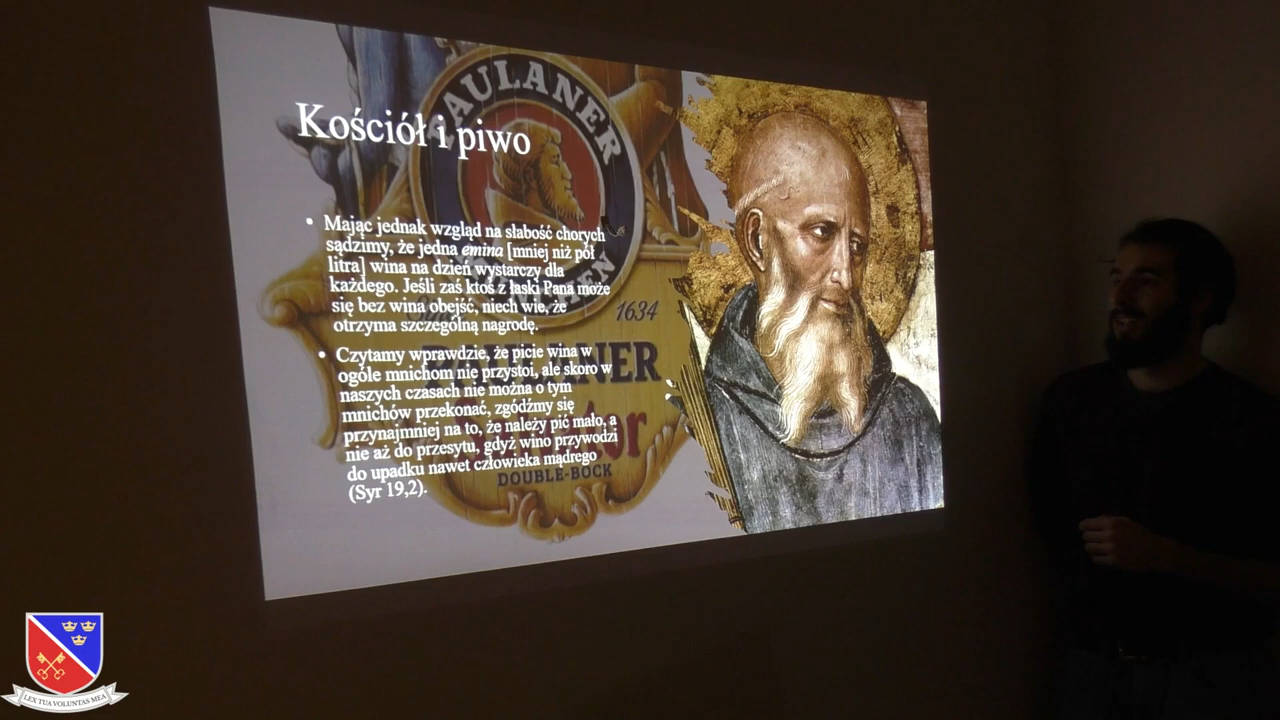 Kościół i piwo
• Mając jednak wzgląd na słabość chorych
sądzimy, że jedna emina [mniej niż pół
litra] wina na dzień wystarczy dla
każdego. Jeśli zaś ktoś z łaski Pana może
się bez wina obejść, niech wie, że
otrzyma szczególną nagrodę.
• Czytamy wprawdzie, że picie wina w
ogóle mnichom nie przystoi, ale skoro w
naszych czasach nie można o tym
mnichów przekonać, zgódźmy się
przynajmniej na to, że należy pić mało, a
nie aż do przesytu, gdyż wino przywodzi
do upadku nawet człowieka mądrego
(Syr 19,2).
PAULANER
MÜNCHEN
1634
PAULANER
Salvator
DOUBLE-BOCK
LEX TUA VOLUNTAS MEA